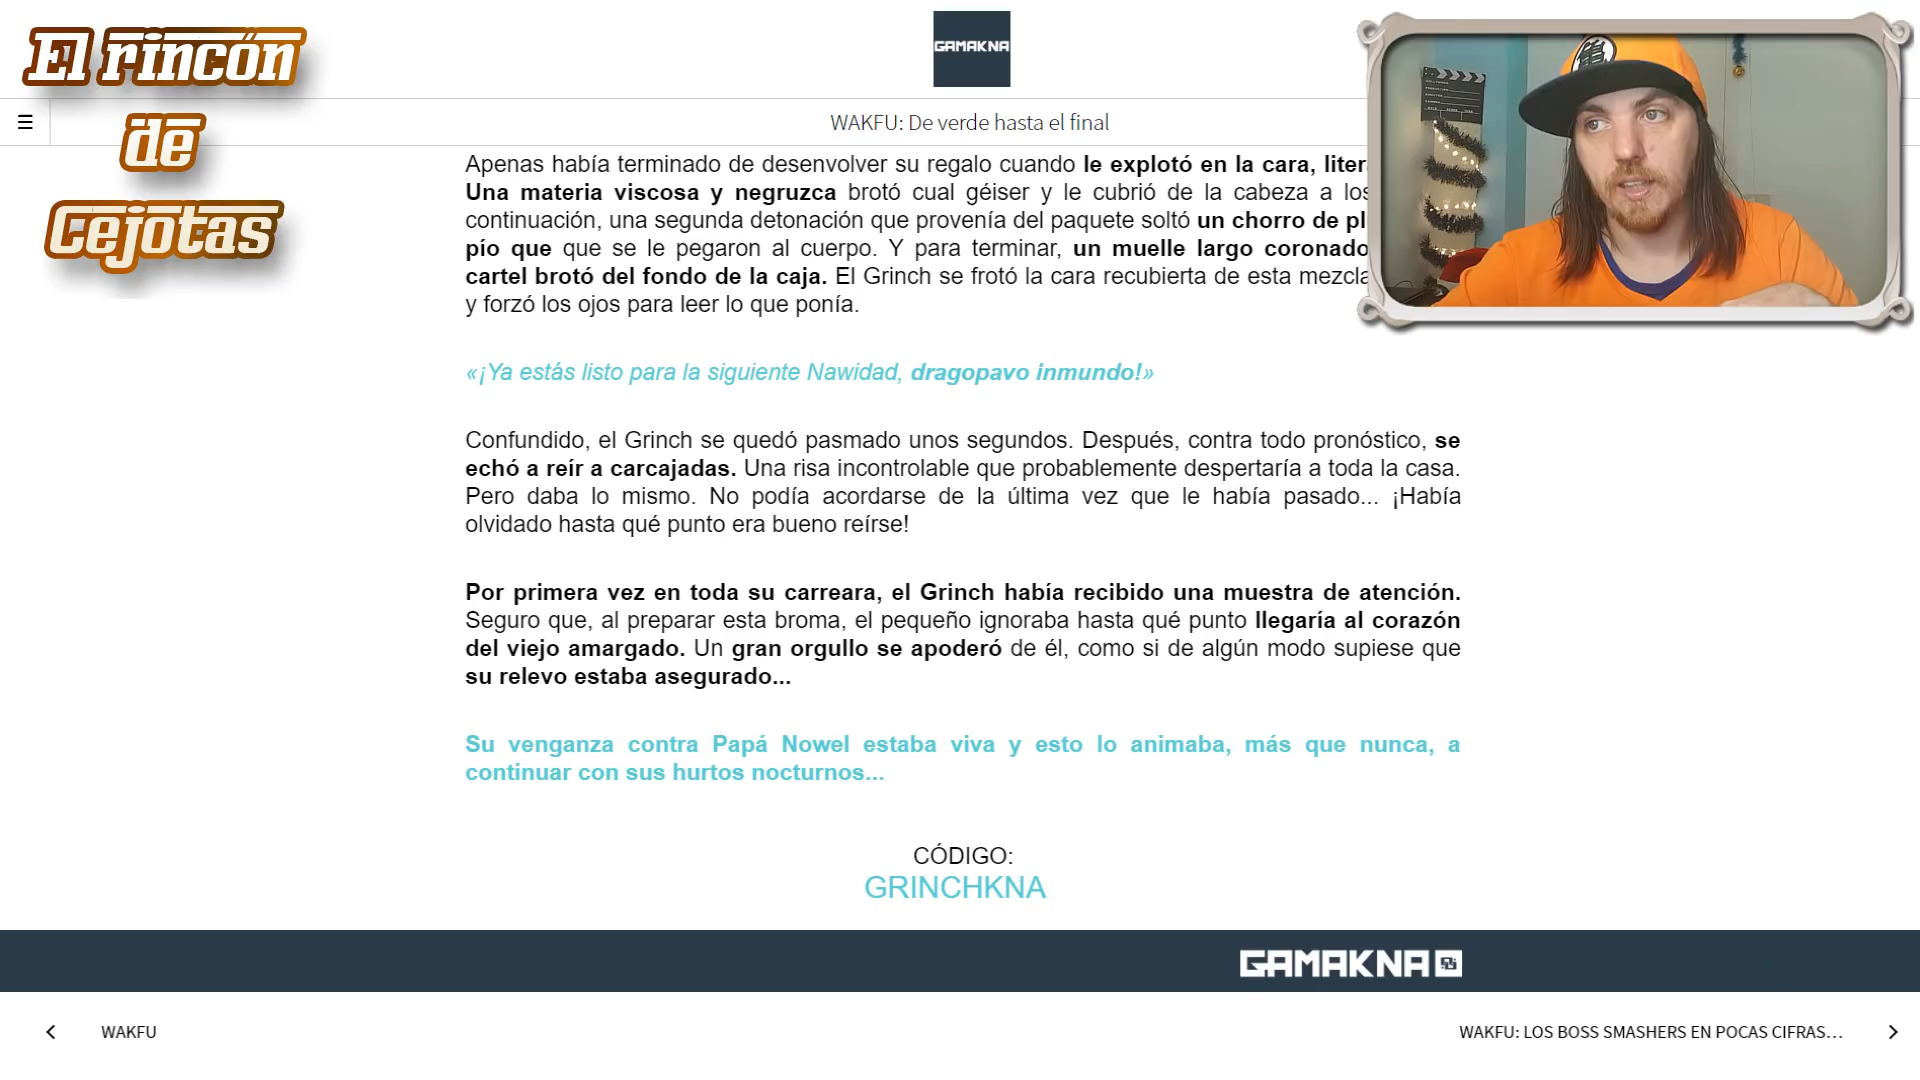 El rincón
de
Cejotas
GAMAKNA
WAKFU: De verde hasta el final
Apenas había terminado de desenvolver su regalo cuando le explotó en la cara,
Una materia viscosa y negruzca brotó cual géiser y le cubrió de la cabeza a
continuación, una segunda detonación que provenía del paquete soltó un chorro de
pío que que se le pegaron al cuerpo. Y para terminar, un muelle largo coronado
cartel brotó del fondo de la caja. El Grinch se frotó la cara recubierta de esta mezcla
y forzó los ojos para leer lo que ponía.
«¡Ya estás listo para la siguiente Nawidad, dragopavo inmundo!»
Confundido, el Grinch se quedó pasmado unos segundos. Después, contra todo pronóstico, se
echó a reír a carcajadas. Una risa incontrolable que probablemente despertaría a toda la casa.
Pero daba lo mismo. No podía acordarse de la última vez que le había pasado... ¡Había
olvidado hasta qué punto era bueno reírse!
Por primera vez en toda su carreara, el Grinch había recibido una muestra de atención.
Seguro que, al preparar esta broma, el pequeño ignoraba hasta qué punto llegaría al corazón
del viejo amargado. Un gran orgullo se apoderó de él, como si de algún modo supiese que
su relevo estaba asegurado...
Su venganza contra Papá Nowel estaba viva y esto lo animaba, más que nunca, a
continuar con sus hurtos nocturnos...
CÓDIGO:
GRINCHKNA
GAMAKNA
WAKFU
WAKFU: LOS BOSS SMASHERS EN POCAS CIFRAS...